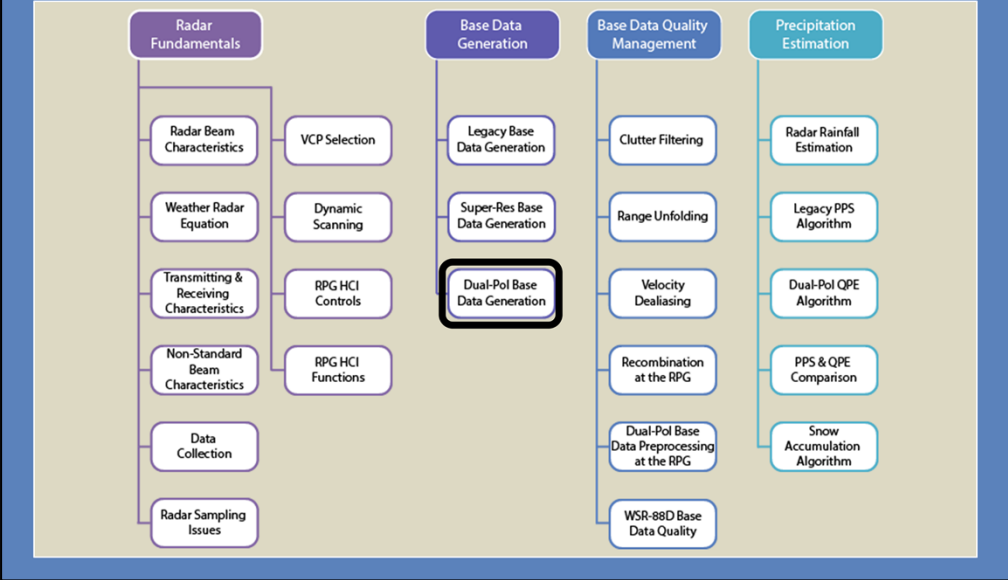 Radar
Fundamentals
Radar Beam
Characteristics
Weather Radar
Equation
Transmitting &
Receiving
Characteristics
Non-Standard
Beam
Characteristics
Data
Collection
Radar Sampling
Issues
VCP Selection
Dynamic
Scanning
RPG HCI
Controls
RPG HCI
Functions
Base Data
Generation
Legacy Base
Data Generation
Super-Res Base
Data Generation
Dual-Pol Base
Data Generation
Base Data Quality
Management
Clutter Filtering
Range Unfolding
Velocity
Dealiasing
Recombination
at the RPG
Dual-Pol Base
Data Preprocessing
at the RPG
WSR-88D Base
Data Quality
Precipitation
Estimation
Radar Rainfall
Estimation
Legacy PPS
Algorithm
Dual-Pol QPE
Algorithm
PPS & QPE
Comparison
Snow
Accumulation
Algorithm